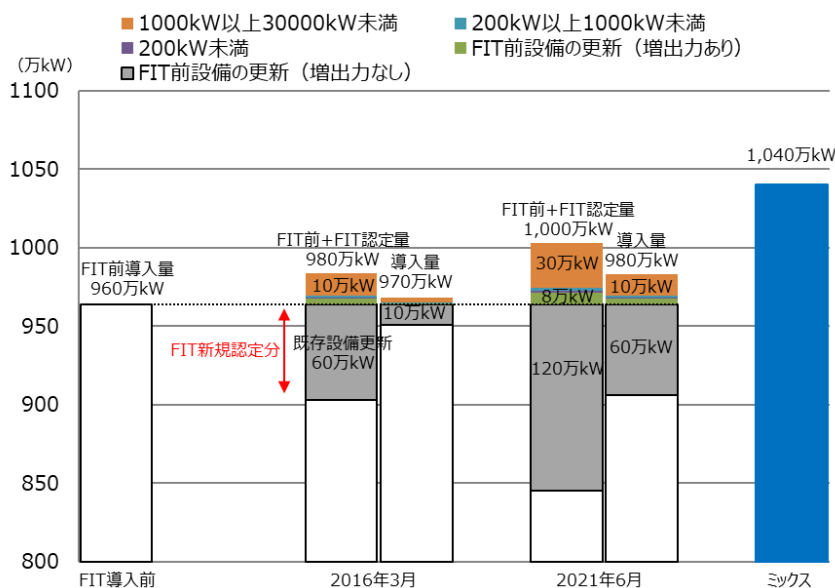 1000kW以上30000kW未満
200kW以上1000kW未満
200kW未満
FIT前設備の更新（増出力あり）
FIT前設備の更新（増出力なし）
（万kW）
1100
1050
1000
950
900
850
800
FIT前導入量
960万kW
FIT新規認定分
FIT前+FIT認定量
980万kW
10万kW
既存設備更新
60万kW
導入量
970万kW
10万kW
FIT前+FIT認定量
1,000万kW
30万kW
8万kW
120万kW
導入量
980万kW
10万kW
60万kW
1,040万kW
FIT導入前
2016年3月
2021年6月
ミックス